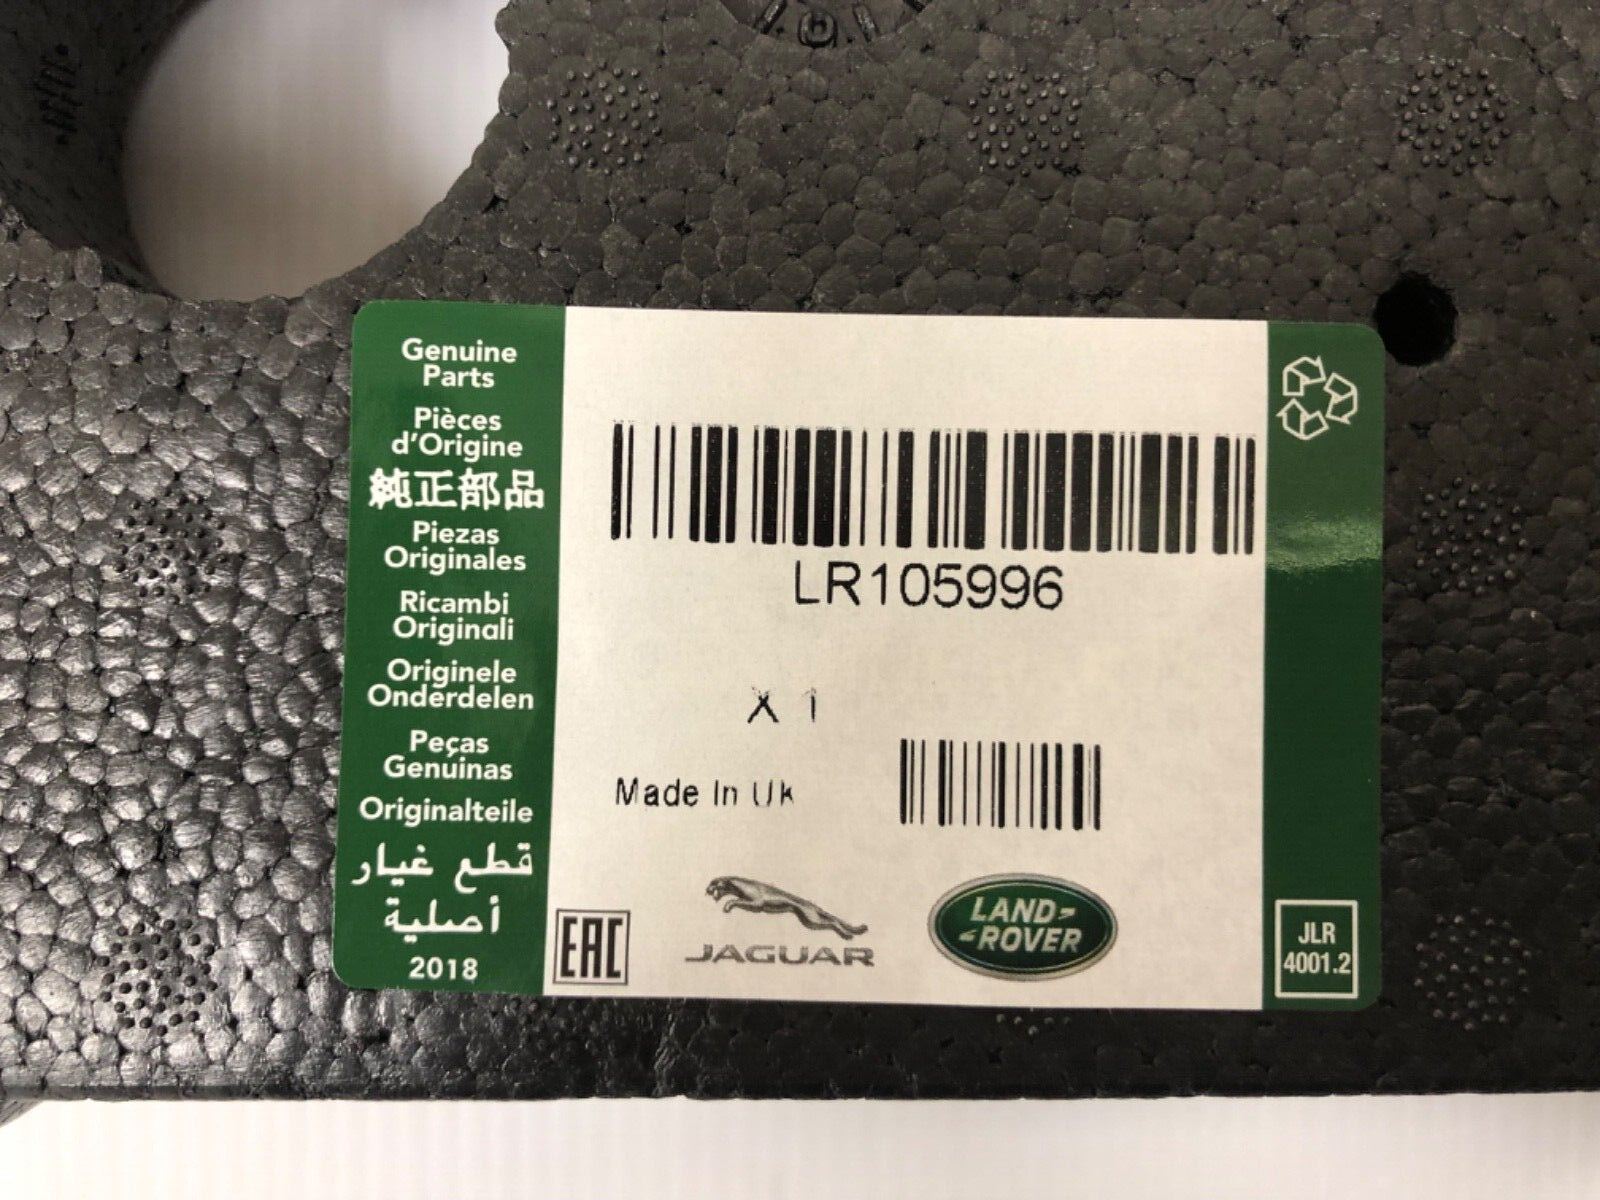 Genuine
Parts
Pièces
d'Origine
純正部品
Piezas
Originales
Ricambi
Originali
Originele
Onderdelen
Peças
Genuinas
Originalteile
قطع غيار
أصلية
2018
LR105996
X 1
Made In Uk
EAC
JAGUAR
LAND-
-ROVER
JLR
4001.2